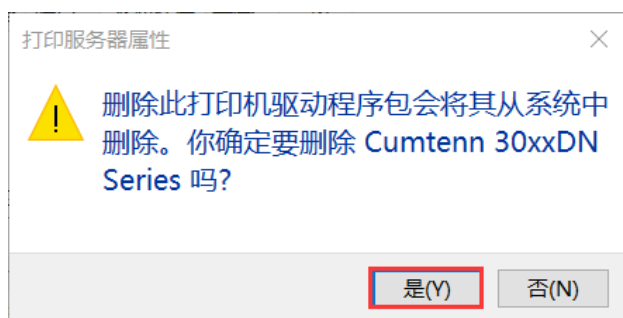 打印服务器属性
删除此打印机驱动程序包会将其从系统中
删除。你确定要删除 Cumtenn 30xxDN
Series 吗?
是(Y)
否(N)